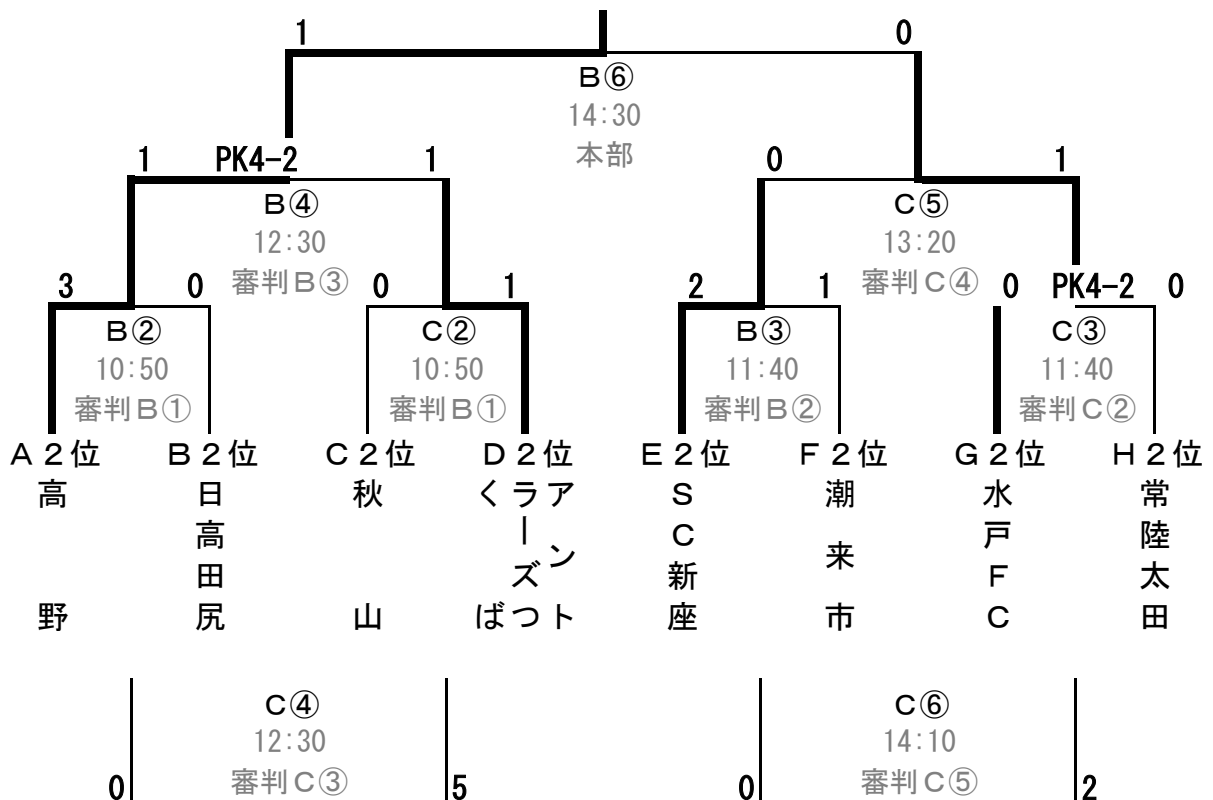 1 0
B⑥
14:30
本部
1 PK4-2 1 0 1
B④ C⑤
12:30 13:20
審判B③ 審判C④
3 0 0 1 2 1 0 PK4-2 0
B② C② B③ C③
10:50 10:50 11:40 11:40
審判B① 審判B① 審判B② 審判C②
A2位 B2位 C2位 D2位 E2位 F2位 G2位 H2位
高野
日高田尻
秋山
アント
ラーズつ
くば
SC新座
潮来市
水戸FC
常陸太田
C④ C⑥
12:30 14:10
審判C③ 審判C⑤
0 5 0 2